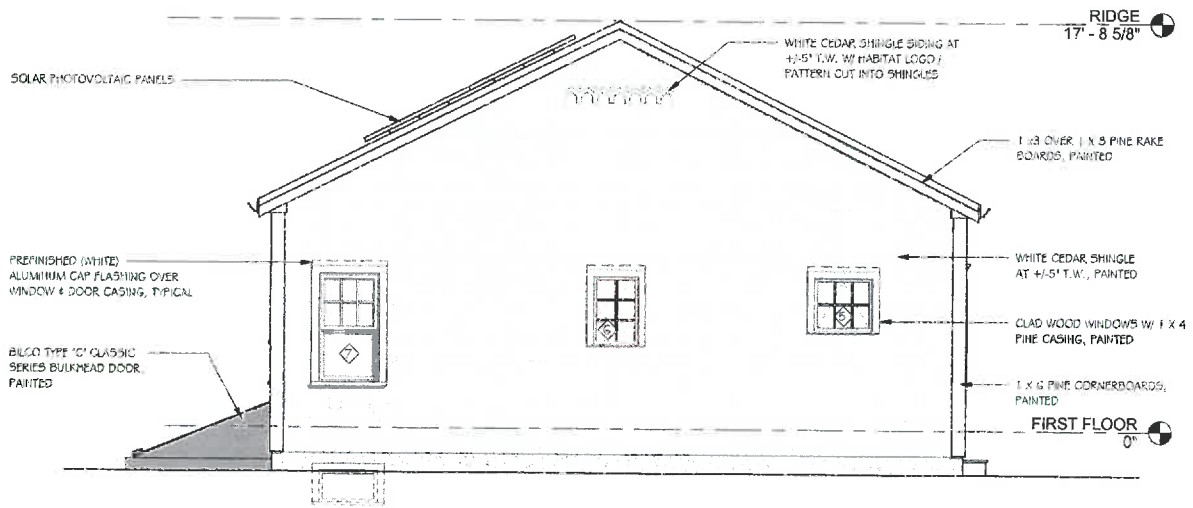 RIDGE
17' - 8 5/8"
WHITE CEDAR SHINGLE SIDING AT
+/-5" T.W. W/ HABITAT LOGO /
PATTERN CUT INTO SHINGLES
SOLAR PHOTOVOLTAIC PANELS
1 x3 OVER 1 X 8 PINE RAKE
BOARDS, PAINTED
PREFINISHED (WHITE)
ALUMINUM CAP FLASHING OVER
WINDOW & DOOR CASING, TYPICAL
WHITE CEDAR SHINGLE
AT +/-5" T.W., PAINTED
6
5
7
CLAD WOOD WINDOWS W/ 1 X 4
PINE CASING, PAINTED
BILCO TYPE "C" CLASSIC
SERIES BULKHEAD DOOR,
PAINTED
1 X 6 PINE CORNERBOARDS,
PAINTED
FIRST FLOOR
0"